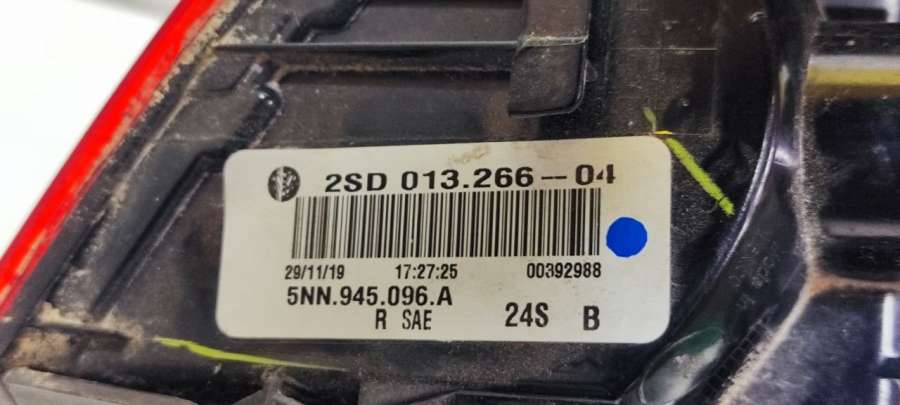 2SD 013.266-04
29/11/19 17:27:25 00392988
5NN.945.096.A
R SAE 24S B